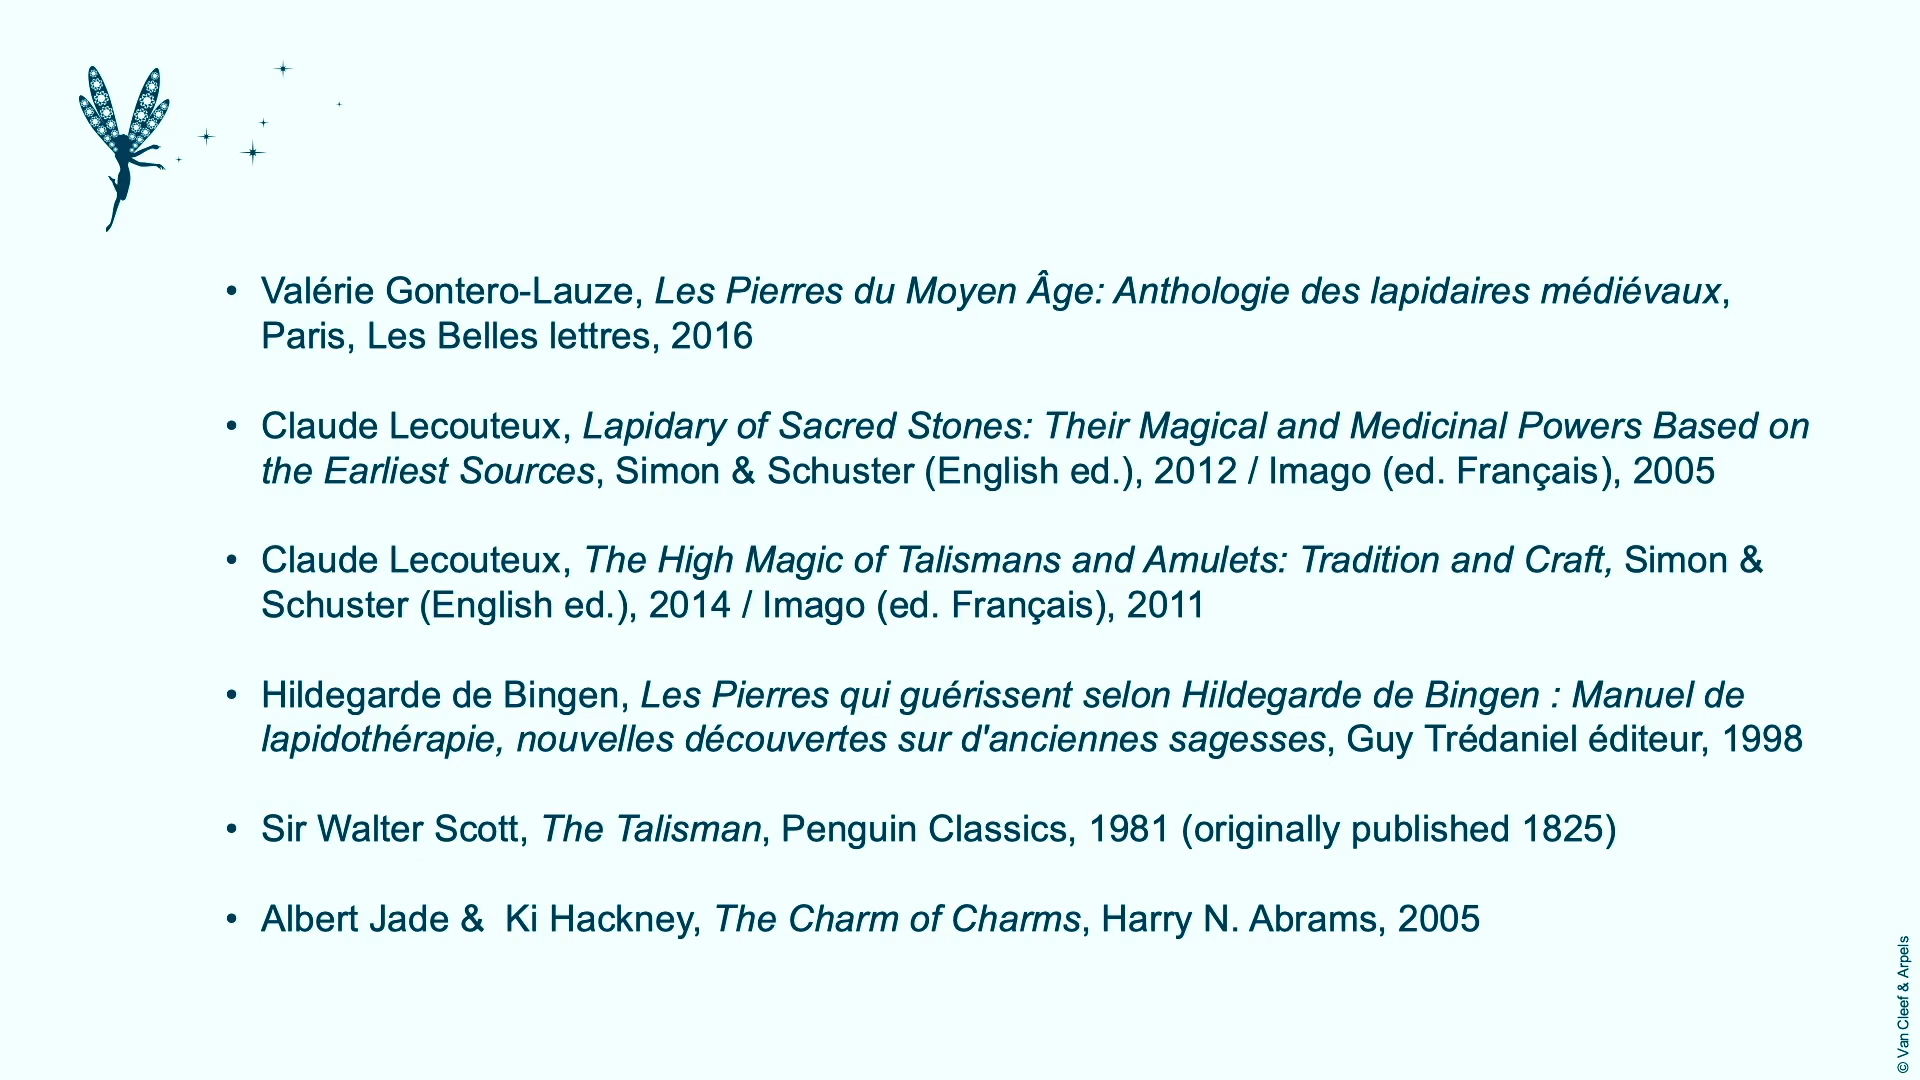 • Valérie Gontero-Lauze, Les Pierres du Moyen Âge: Anthologie des lapidaires médiévaux,
Paris, Les Belles lettres, 2016
• Claude Lecouteux, Lapidary of Sacred Stones: Their Magical and Medicinal Powers Based on
the Earliest Sources, Simon & Schuster (English ed.), 2012 / Imago (ed. Français), 2005
• Claude Lecouteux, The High Magic of Talismans and Amulets: Tradition and Craft, Simon &
Schuster (English ed.), 2014 / Imago (ed. Français), 2011
• Hildegarde de Bingen, Les Pierres qui guérissent selon Hildegarde de Bingen : Manuel de
lapidothérapie, nouvelles découvertes sur d'anciennes sagesses, Guy Trédaniel éditeur, 1998
• Sir Walter Scott, The Talisman, Penguin Classics, 1981 (originally published 1825)
• Albert Jade &  Ki Hackney, The Charm of Charms, Harry N. Abrams, 2005
© Van Cleef & Arpels